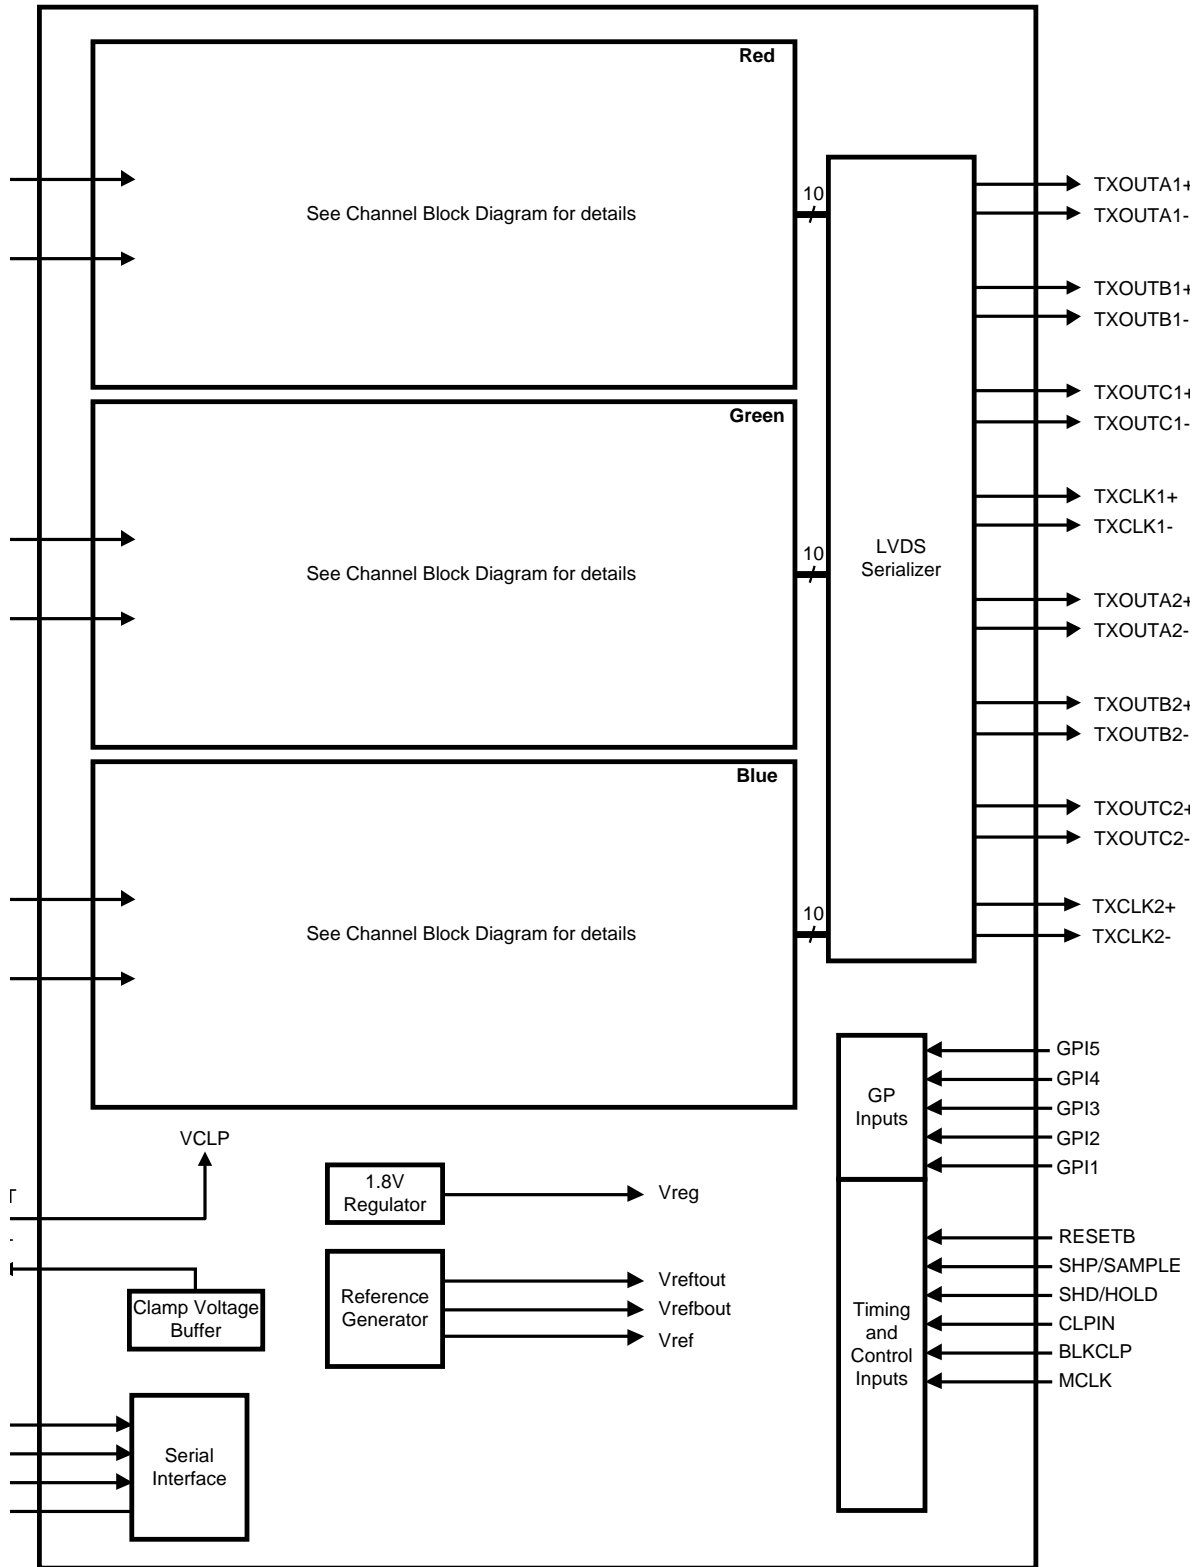 Red
See Channel Block Diagram for details
10
TXOUTA1+
TXOUTA1-
TXOUTB1+
TXOUTB1-
TXOUTC1+
TXOUTC1-
Green
See Channel Block Diagram for details
10
LVDS
Serializer
TXCLK1+
TXCLK1-
TXOUTA2+
TXOUTA2-
TXOUTB2+
TXOUTB2-
Blue
See Channel Block Diagram for details
10
TXOUTC2+
TXOUTC2-
TXCLK2+
TXCLK2-
GP
Inputs
GPI5
GPI4
GPI3
GPI2
GPI1
VCLP
1.8V
Regulator
Vreg
T
Clamp Voltage
Buffer
Reference
Generator
Vreftout
Vrefbout
Vref
Timing
and
Control
Inputs
RESETB
SHP/SAMPLE
SHD/HOLD
CLPIN
BLKCLP
MCLK
Serial
Interface